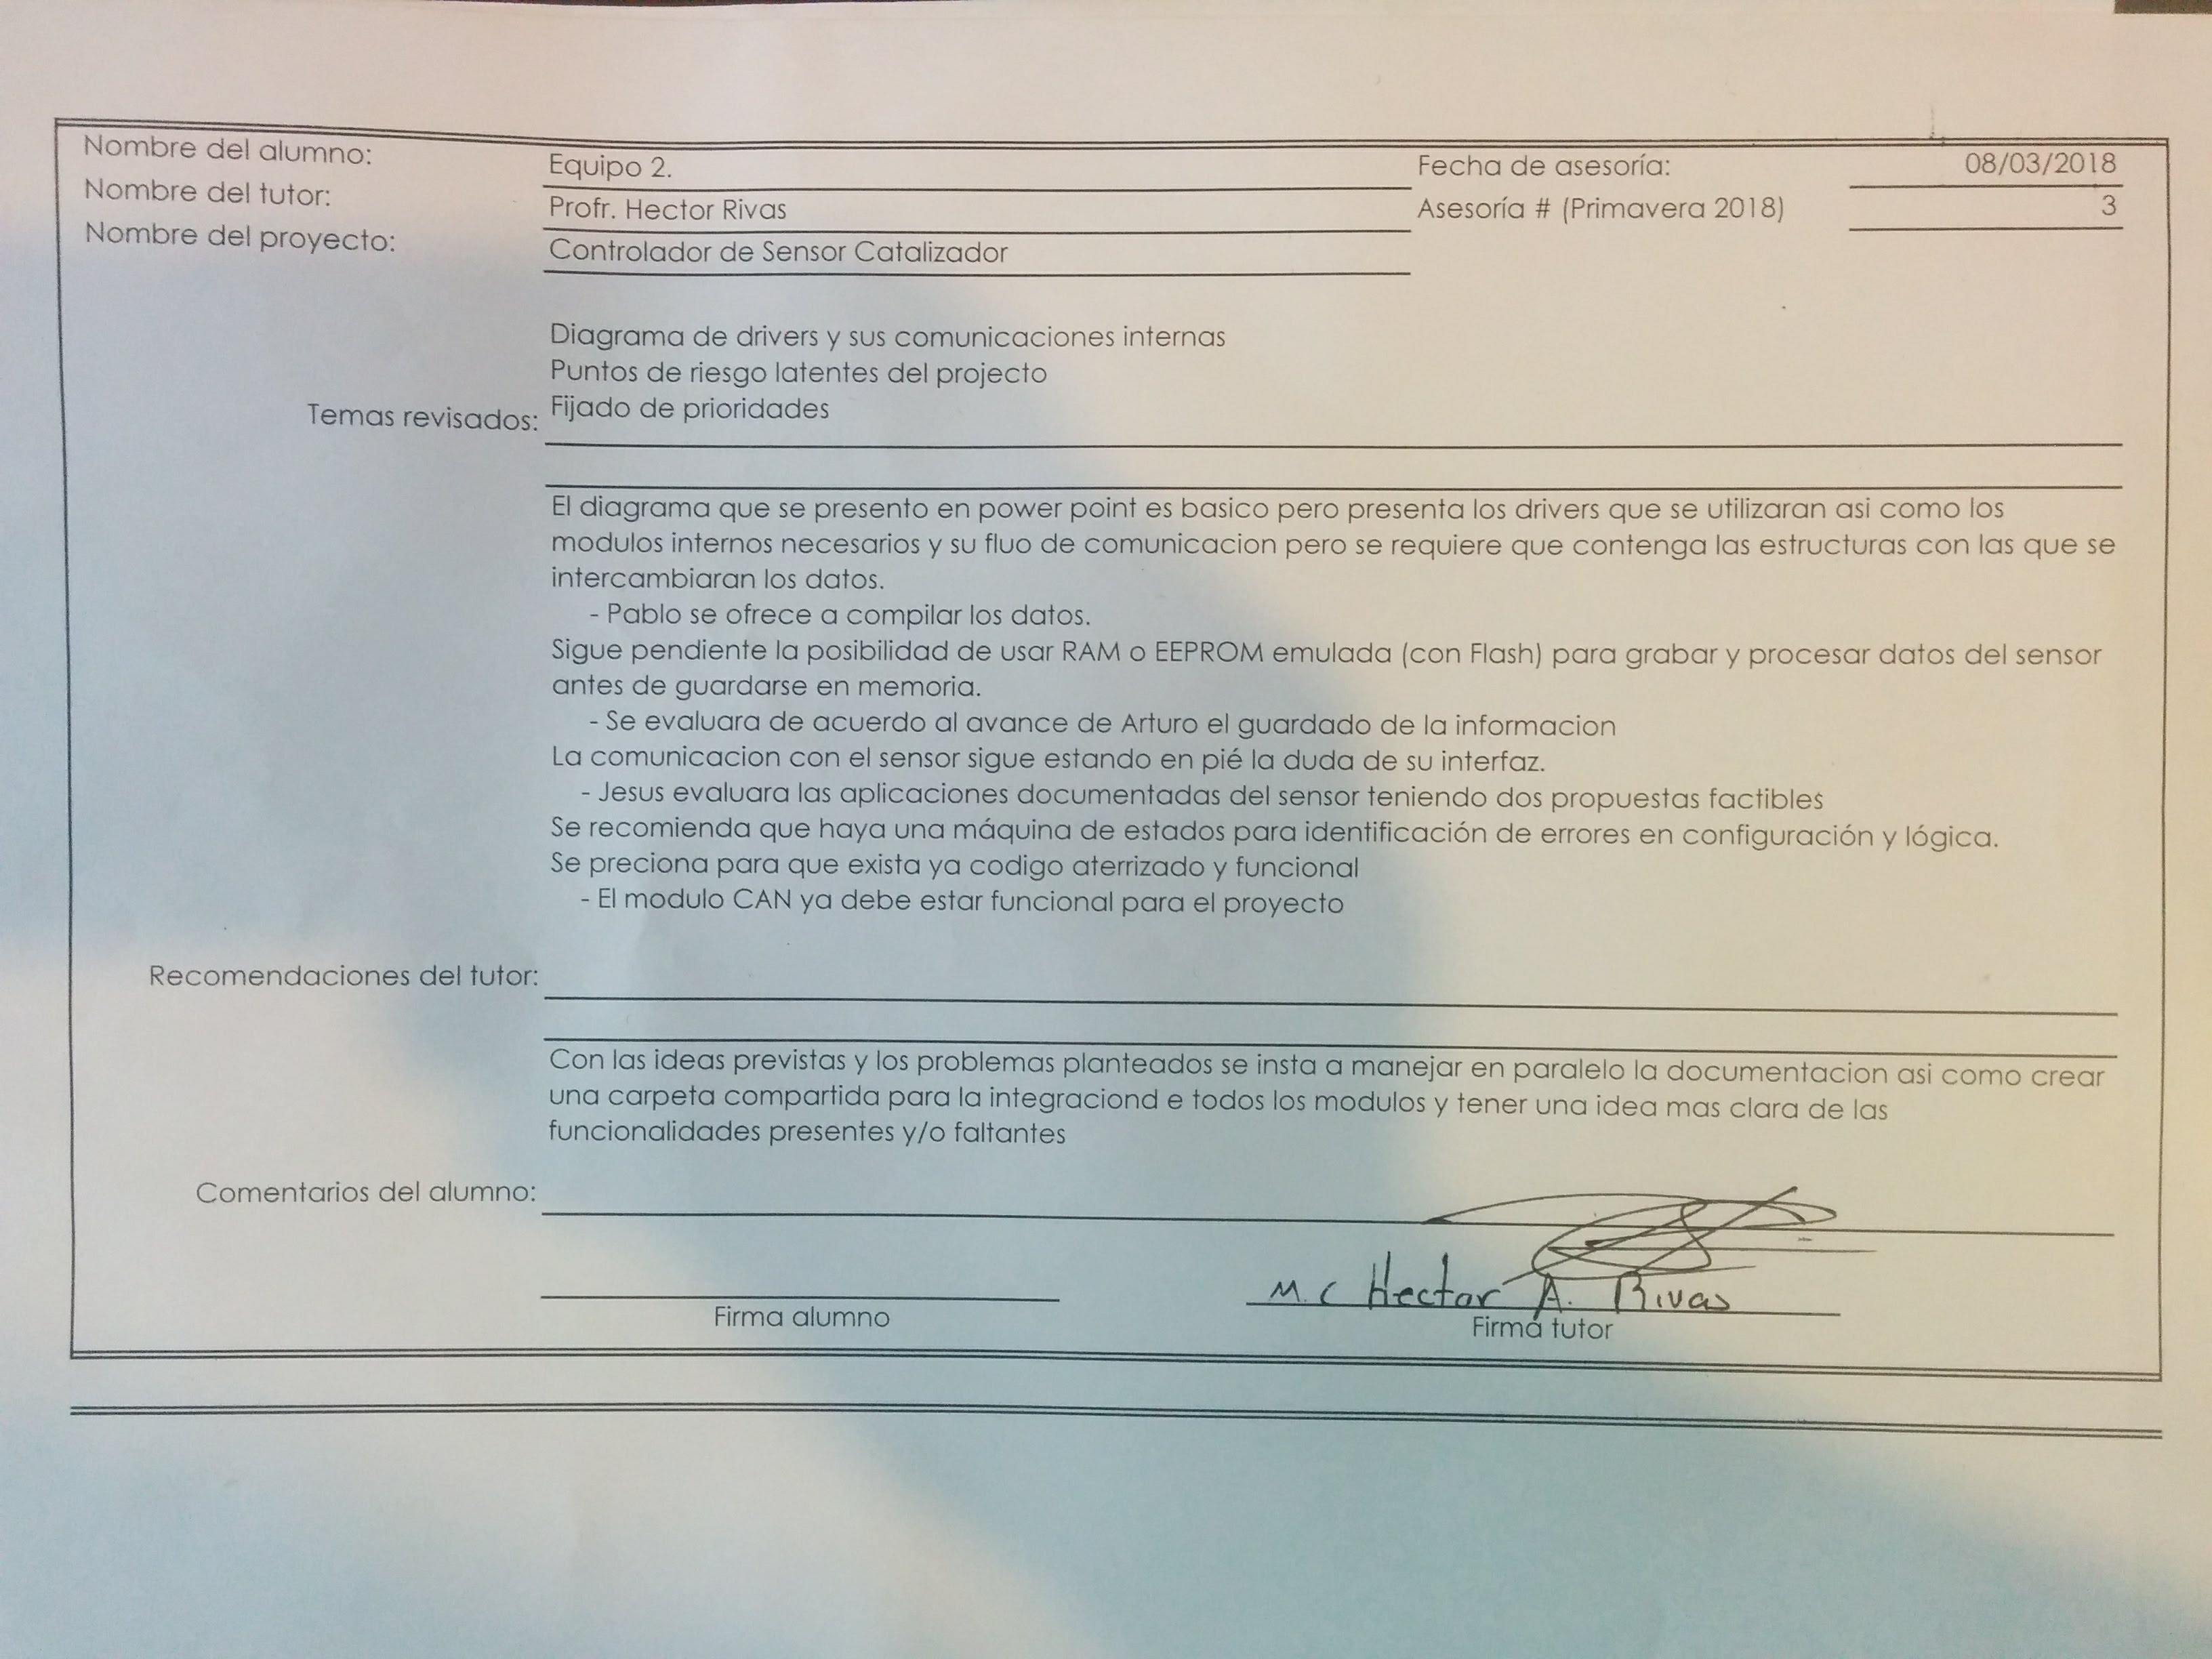 Nombre del alumno: Equipo 2. Fecha de asesoría: 08/03/2018
Nombre del tutor: Profr. Hector Rivas Asesoría # (Primavera 2018) 3
Nombre del proyecto: Controlador de Sensor Catalizador
Diagrama de drivers y sus comunicaciones internas
Puntos de riesgo latentes del projecto
Temas revisados: Fijado de prioridades
El diagrama que se presento en power point es basico pero presenta los drivers que se utilizaran asi como los
modulos internos necesarios y su fluo de comunicacion pero se requiere que contenga las estructuras con las que se
intercambiaran los datos.
- Pablo se ofrece a compilar los datos.
Sigue pendiente la posibilidad de usar RAM o EEPROM emulada (con Flash) para grabar y procesar datos del sensor
antes de guardarse en memoria.
- Se evaluara de acuerdo al avance de Arturo el guardado de la informacion
La comunicacion con el sensor sigue estando en pié la duda de su interfaz.
- Jesus evaluara las aplicaciones documentadas del sensor teniendo dos propuestas factibles
Se recomienda que haya una máquina de estados para identificación de errores en configuración y lógica.
Se preciona para que exista ya codigo aterrizado y funcional
- El modulo CAN ya debe estar funcional para el proyecto
Recomendaciones del tutor:
Con las ideas previstas y los problemas planteados se insta a manejar en paralelo la documentacion asi como crear
una carpeta compartida para la integraciond e todos los modulos y tener una idea mas clara de las
funcionalidades presentes y/o faltantes
Comentarios del alumno:
M.C Hector A. Rivas
Firma alumno Firma tutor